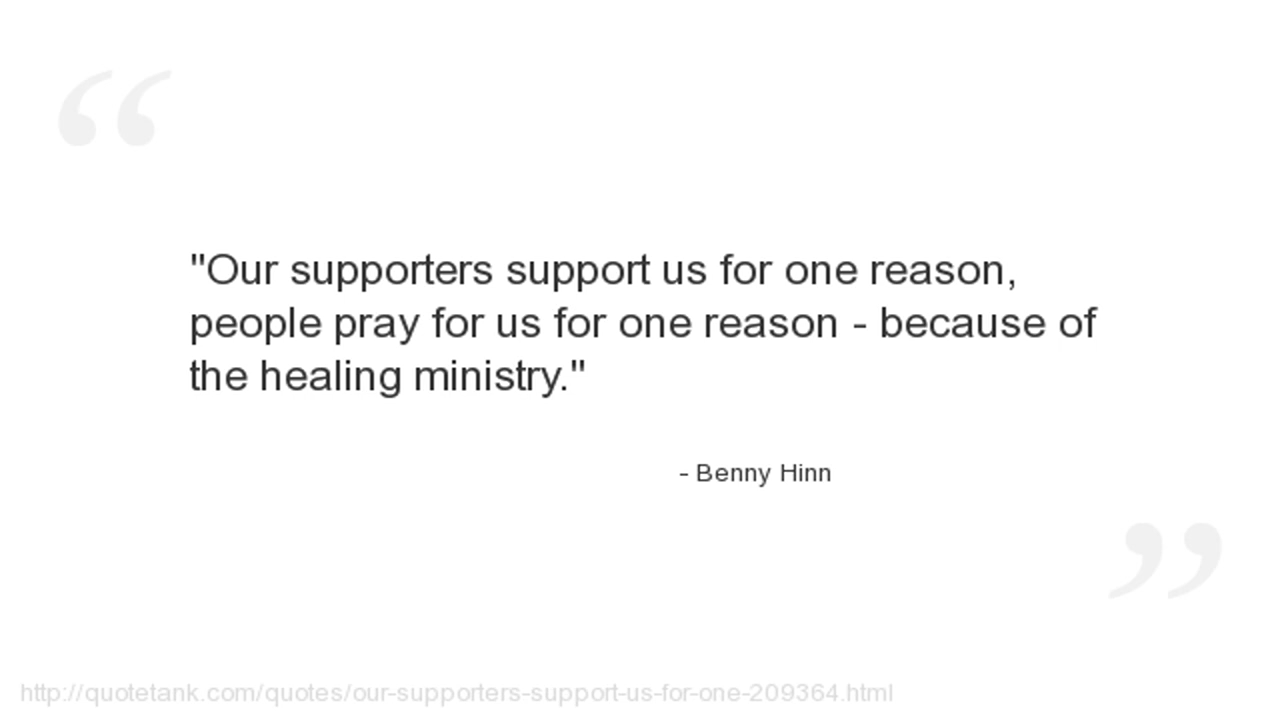 "Our supporters support us for one reason,
people pray for us for one reason - because of
the healing ministry."
- Benny Hinn
http://quotetank.com/quotes/our-supporters-support-us-for-one-209364.html